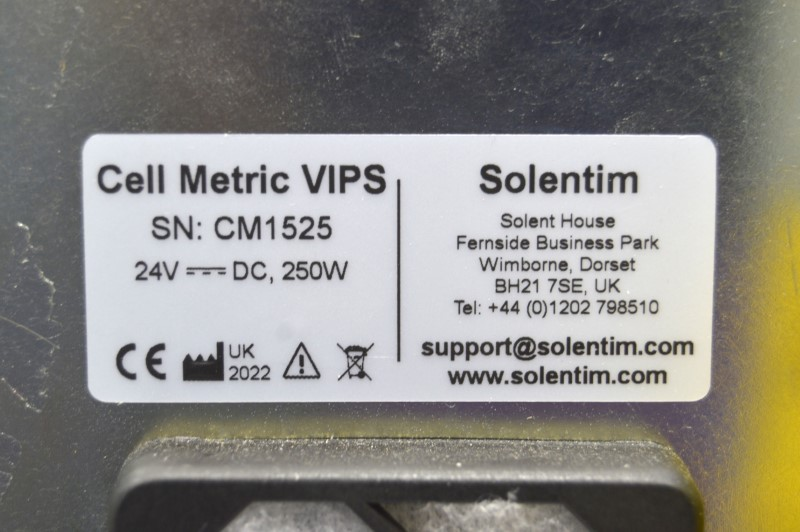 Cell Metric VIPS
SN: CM1525
24V ⎓ DC, 250W
CE
UK
2022
Solentim
Solent House
Fernside Business Park
Wimborne, Dorset
BH21 7SE, UK
Tel: +44 (0)1202 798510
support@solentim.com
www.solentim.com